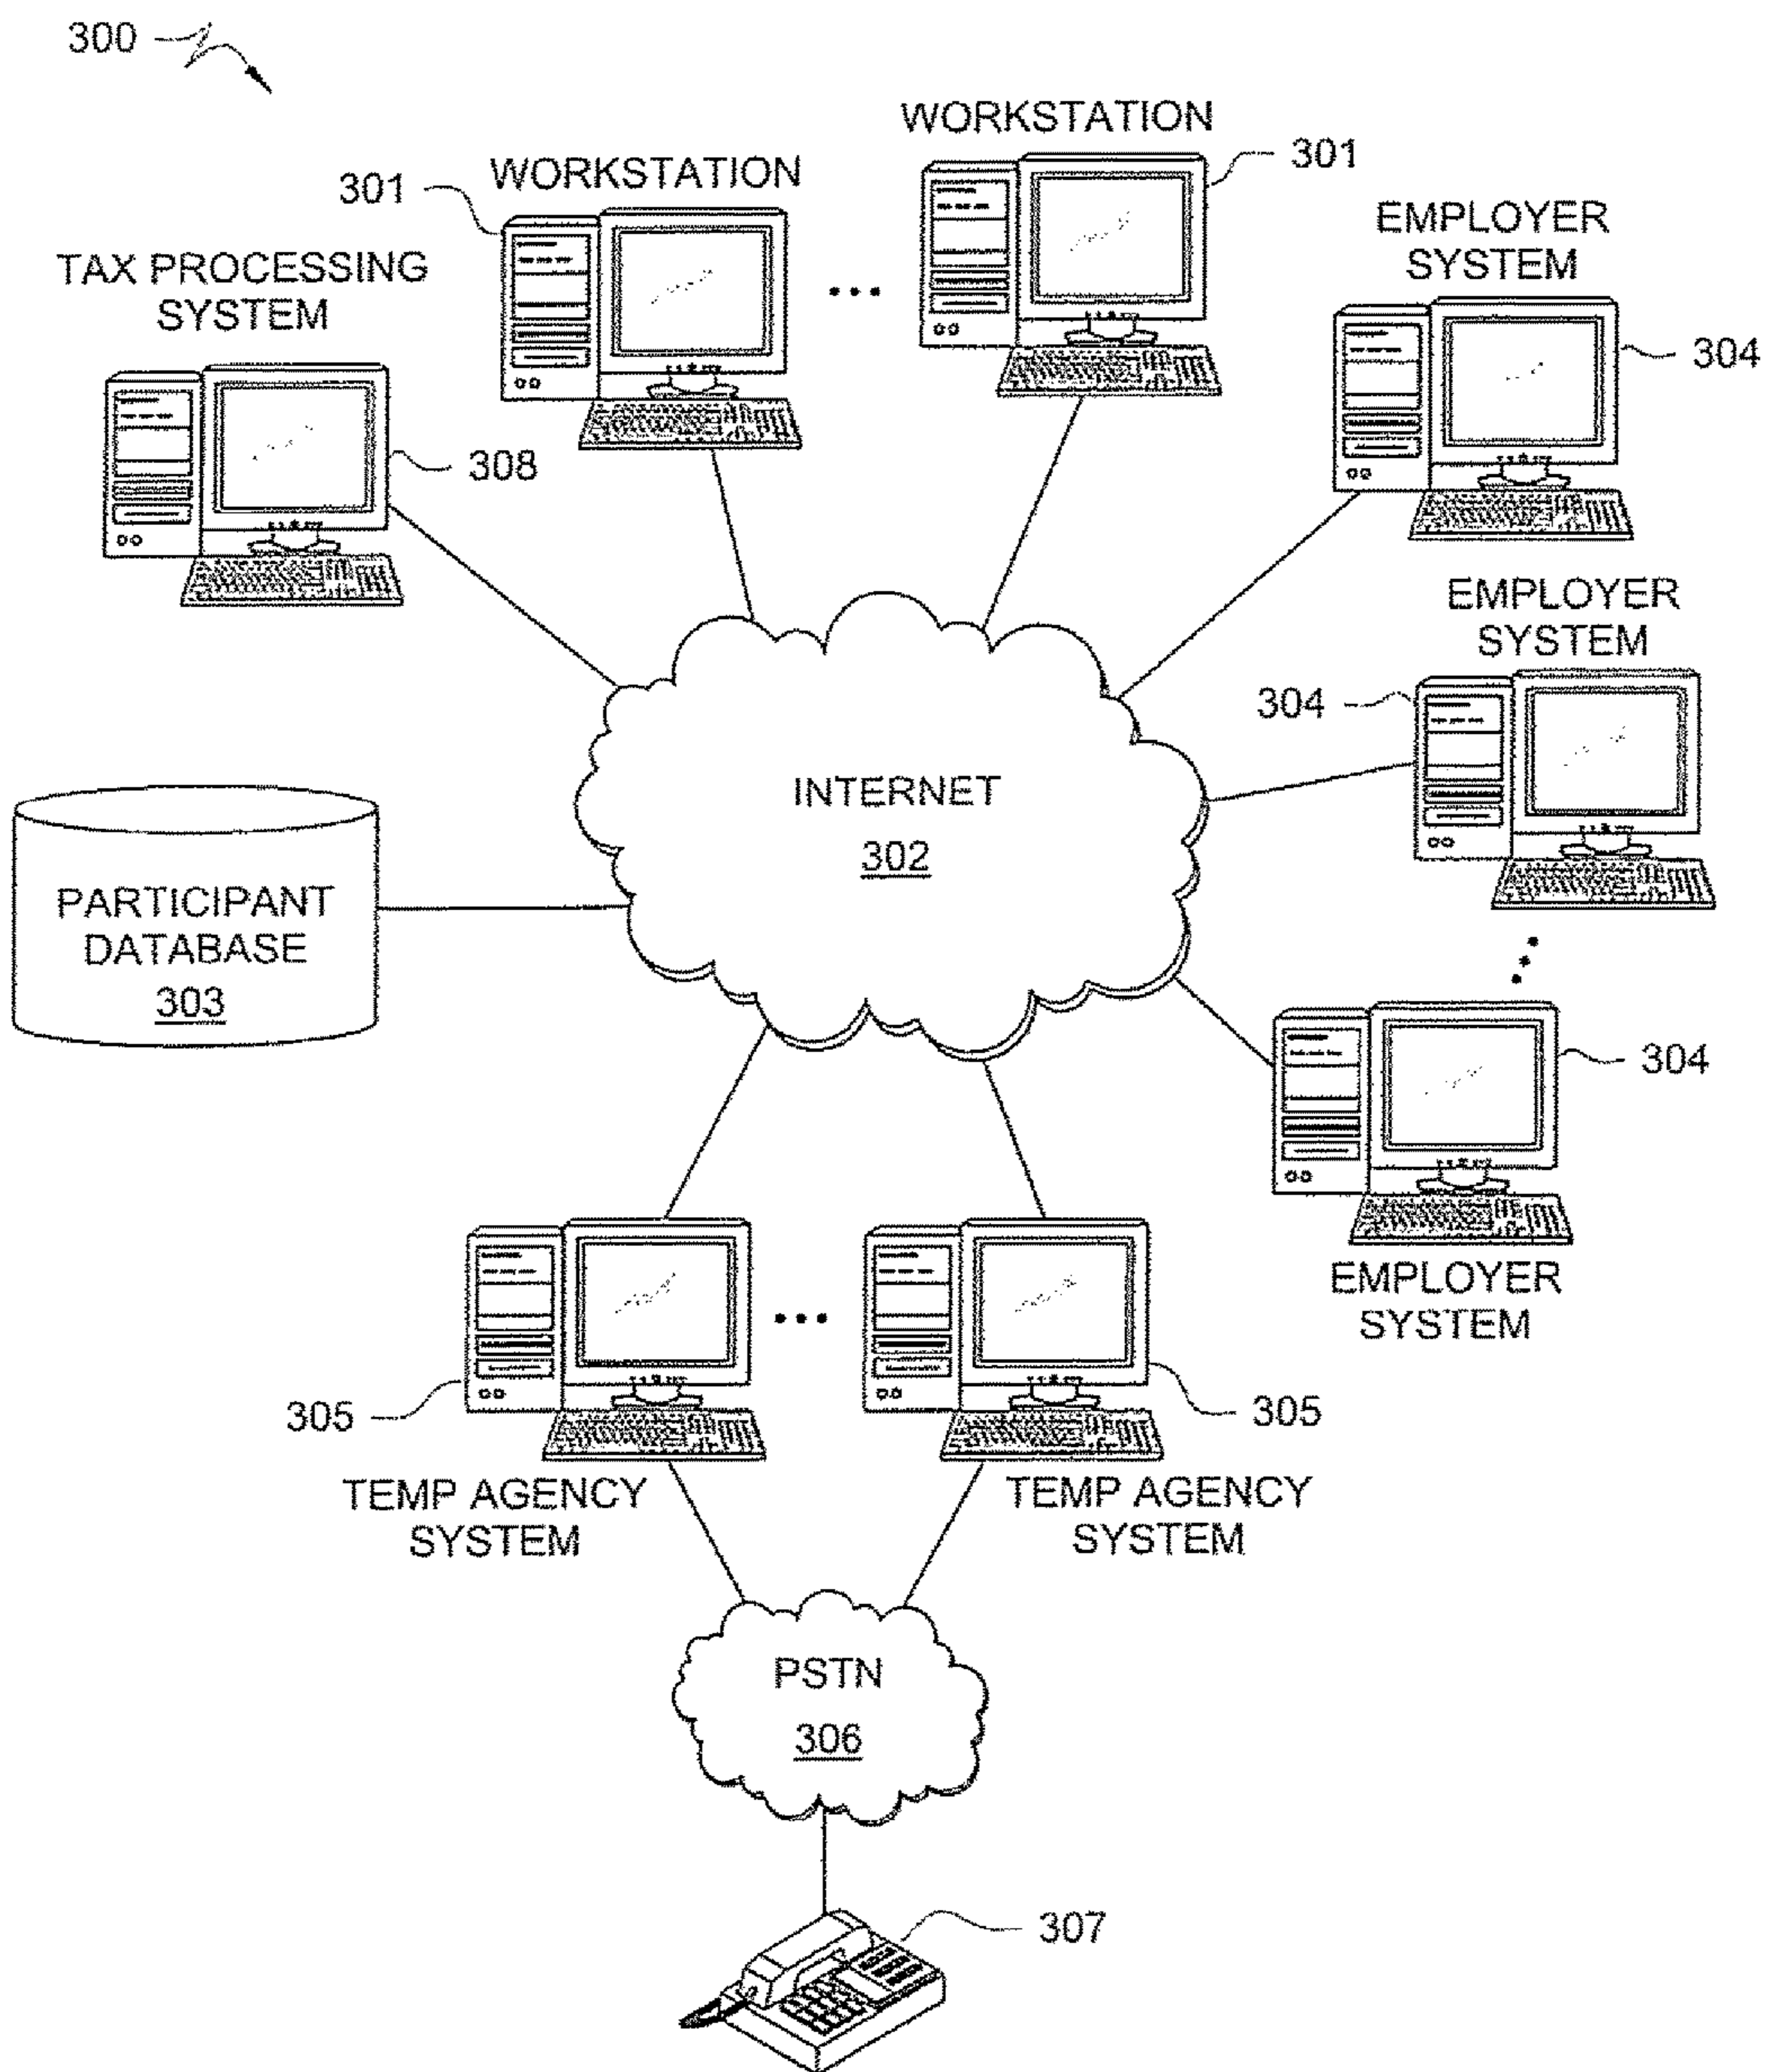 300
WORKSTATION
301
WORKSTATION
301
EMPLOYER
SYSTEM
304
TAX PROCESSING
SYSTEM
308
EMPLOYER
SYSTEM
304
INTERNET
302
PARTICIPANT
DATABASE
303
304
EMPLOYER
SYSTEM
305
TEMP AGENCY
SYSTEM
305
TEMP AGENCY
SYSTEM
PSTN
306
307